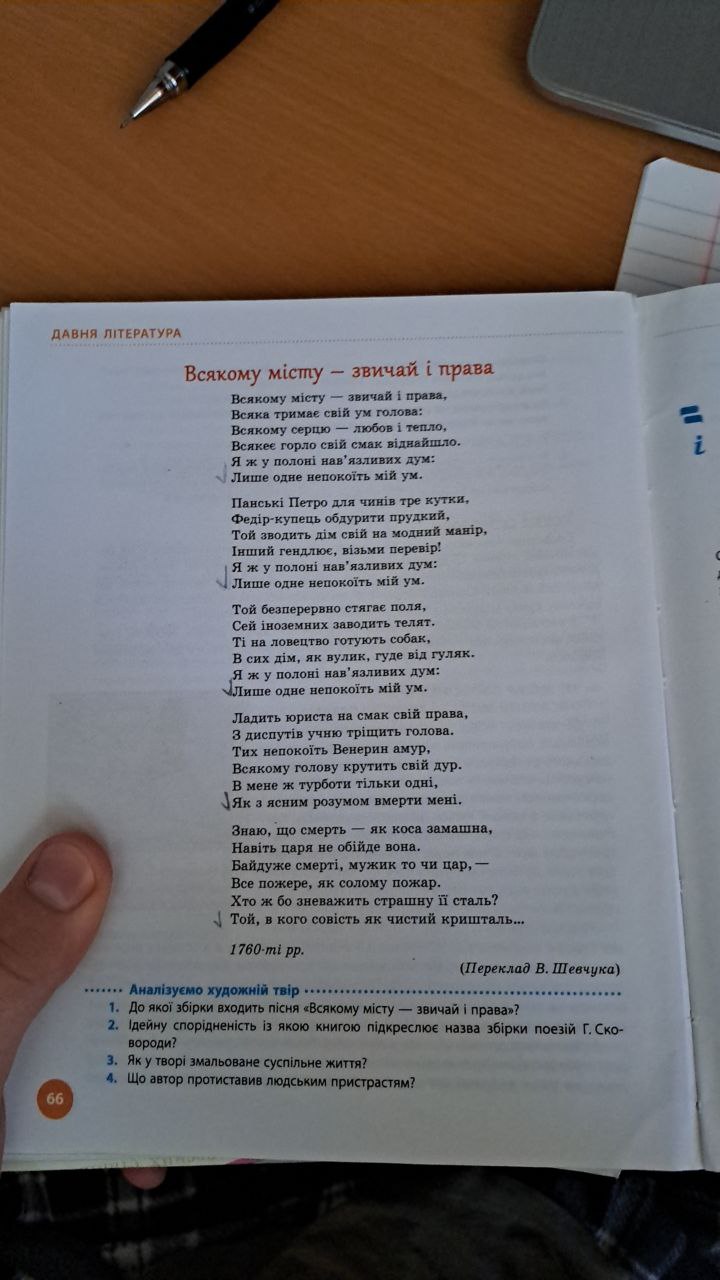 ДАВНЯ ЛІТЕРАТУРА
Всякому місту – звичай і права
Всякому місту — звичай і права,
Всяка тримає свій ум голова:
Всякому серцю — любов і тепло,
Всякеє горло свій смак віднайшло.
Я ж у полоні нав’язливих дум:
Лише одне непокоїть мій ум.
Панські Петро для чинів тре кутки,
Федір-купець обдурити прудкий,
Той зводить дім свій на модний манір,
Інший гендлює, візьми перевір!
Я ж у полоні нав’язливих дум:
Лише одне непокоїть мій ум.
Той безперервно стягає поля,
Сей іноземних заводить телят.
Ті на ловецтво готують собак,
В сих дім, як вулик, гуде від гуляк.
Я ж у полоні нав’язливих дум:
Лише одне непокоїть мій ум.
Ладить юриста на смак свій права,
З диспутів учню тріщить голова.
Тих непокоїть Венерин амур,
Всякому голову крутить свій дур.
В мене ж турботи тільки одні,
Як з ясним розумом вмерти мені.
Знаю, що смерть — як коса замашна,
Навіть царя не обійде вона.
Байдуже смерті, мужик то чи цар, —
Все пожере, як солому пожар.
Хто ж бо зневажить страшну її сталь?
Той, в кого совість як чистий кришталь...
1760-ті рр.
(Переклад В. Шевчука)
Аналізуємо художній твір
1. До якої збірки входить пісня «Всякому місту — звичай і права»?
2. Ідейну спорідненість із якою книгою підкреслює назва збірки поезій Г. Ско-
вороди?
3. Як у творі змальоване суспільне життя?
4. Що автор протиставив людським пристрастям?
66